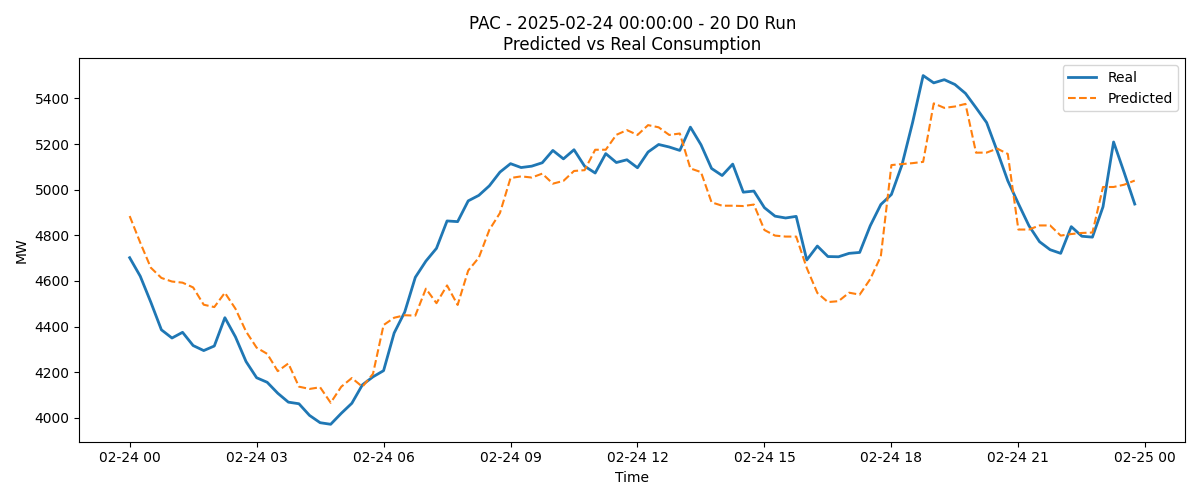 PAC - 2025-02-24 00:00:00 - 20 D0 Run
Predicted vs Real Consumption
Real
Predicted
MW
5400
5200
5000
4800
4600
4400
4200
4000
02-24 00
02-24 03
02-24 06
02-24 09
02-24 12
02-24 15
02-24 18
02-24 21
02-25 00
Time